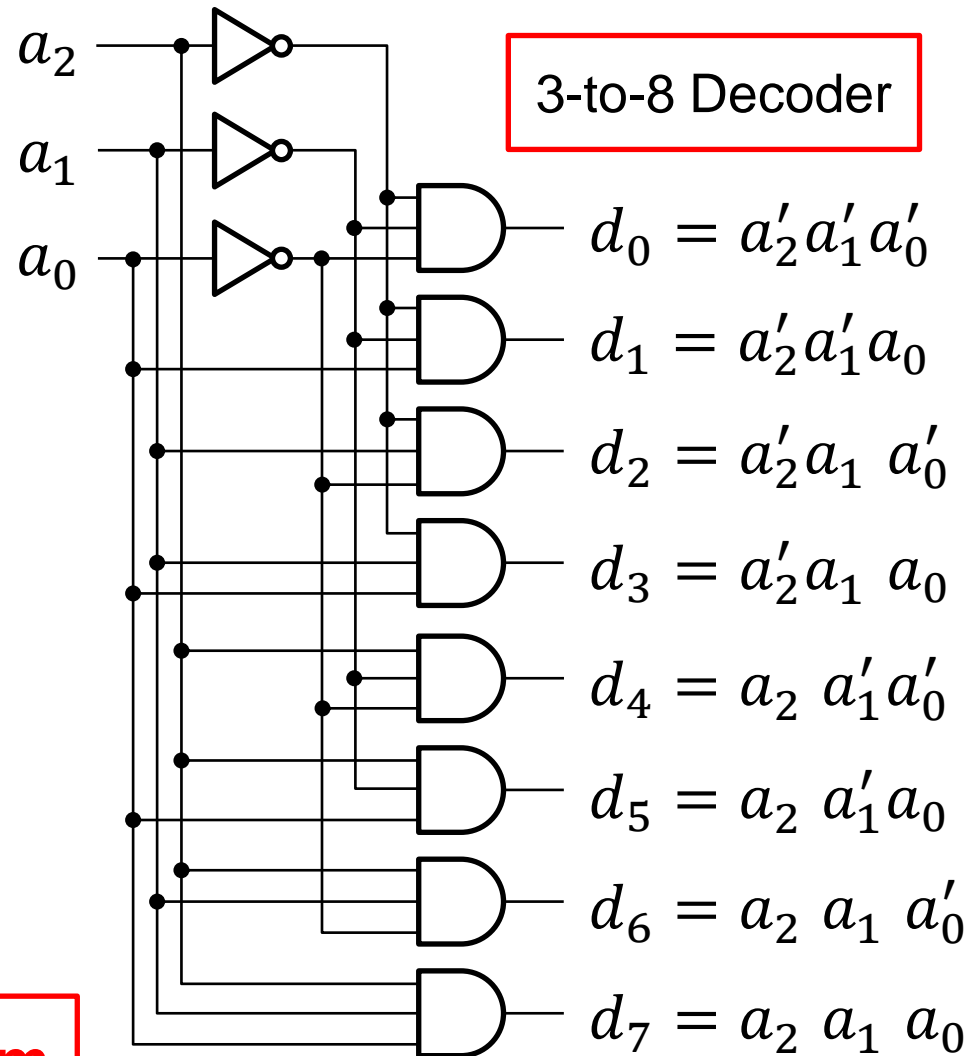 a₂
3-to-8 Decoder
a₁
a₀
d₀ = a₂′a₁′a₀′
d₁ = a₂′a₁′a₀
d₂ = a₂′a₁ a₀′
d₃ = a₂′a₁ a₀
d₄ = a₂ a₁′a₀′
d₅ = a₂ a₁′a₀
d₆ = a₂ a₁ a₀′
d₇ = a₂ a₁ a₀